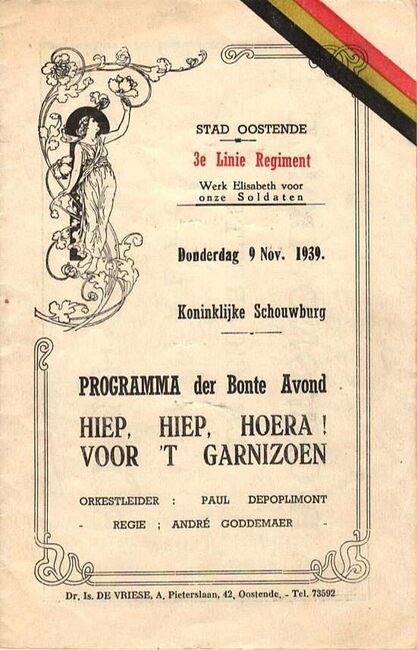 STAD OOSTENDE
3e Linie Regiment
Werk Elisabeth voor
onze Soldaten
Donderdag 9 Nov. 1939.
Koninklijke Schouwburg
PROGRAMMA der Bonte Avond
HIEP, HIEP, HOERA!
VOOR 'T GARNIZOEN
ORKESTLEIDER : PAUL DEPOPLIMONT
- REGIE ; ANDRÉ GODDEMAER -
Dr. Is. DE VRIESE, A. Pieterslaan, 42, Oostende. - Tel. 73592